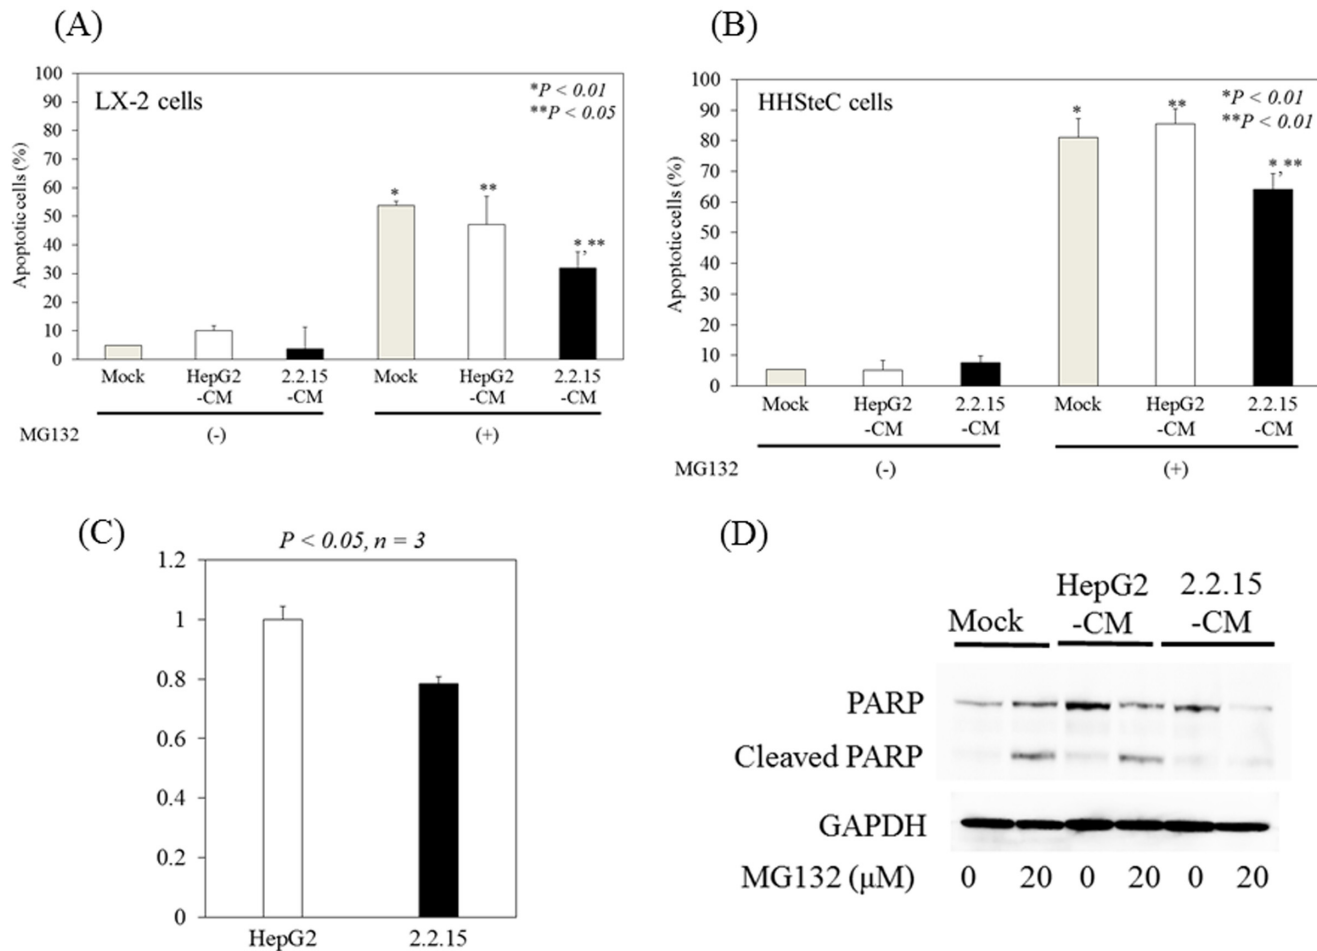 (A)
LX-2 cells
*P < 0.01
**P < 0.05
Apoptotic cells (%)
100
90
80
70
60
50
40
30
20
10
0
*
**
*,**
Mock HepG2 -CM 2.2.15 -CM Mock HepG2 -CM 2.2.15 -CM
MG132 (-) (+)
(B)
HHSteC cells
*P < 0.01
**P < 0.01
Apoptotic cells (%)
100
90
80
70
60
50
40
30
20
10
0
*
**
*,**
Mock HepG2 -CM 2.2.15 -CM Mock HepG2 -CM 2.2.15 -CM
MG132 (-) (+)
(C)
P < 0.05, n = 3
1.2
1
0.8
0.6
0.4
0.2
0
HepG2 2.2.15
(D)
Mock HepG2 -CM 2.2.15 -CM
PARP
Cleaved PARP
GAPDH
MG132 (μM) 0 20 0 20 0 20